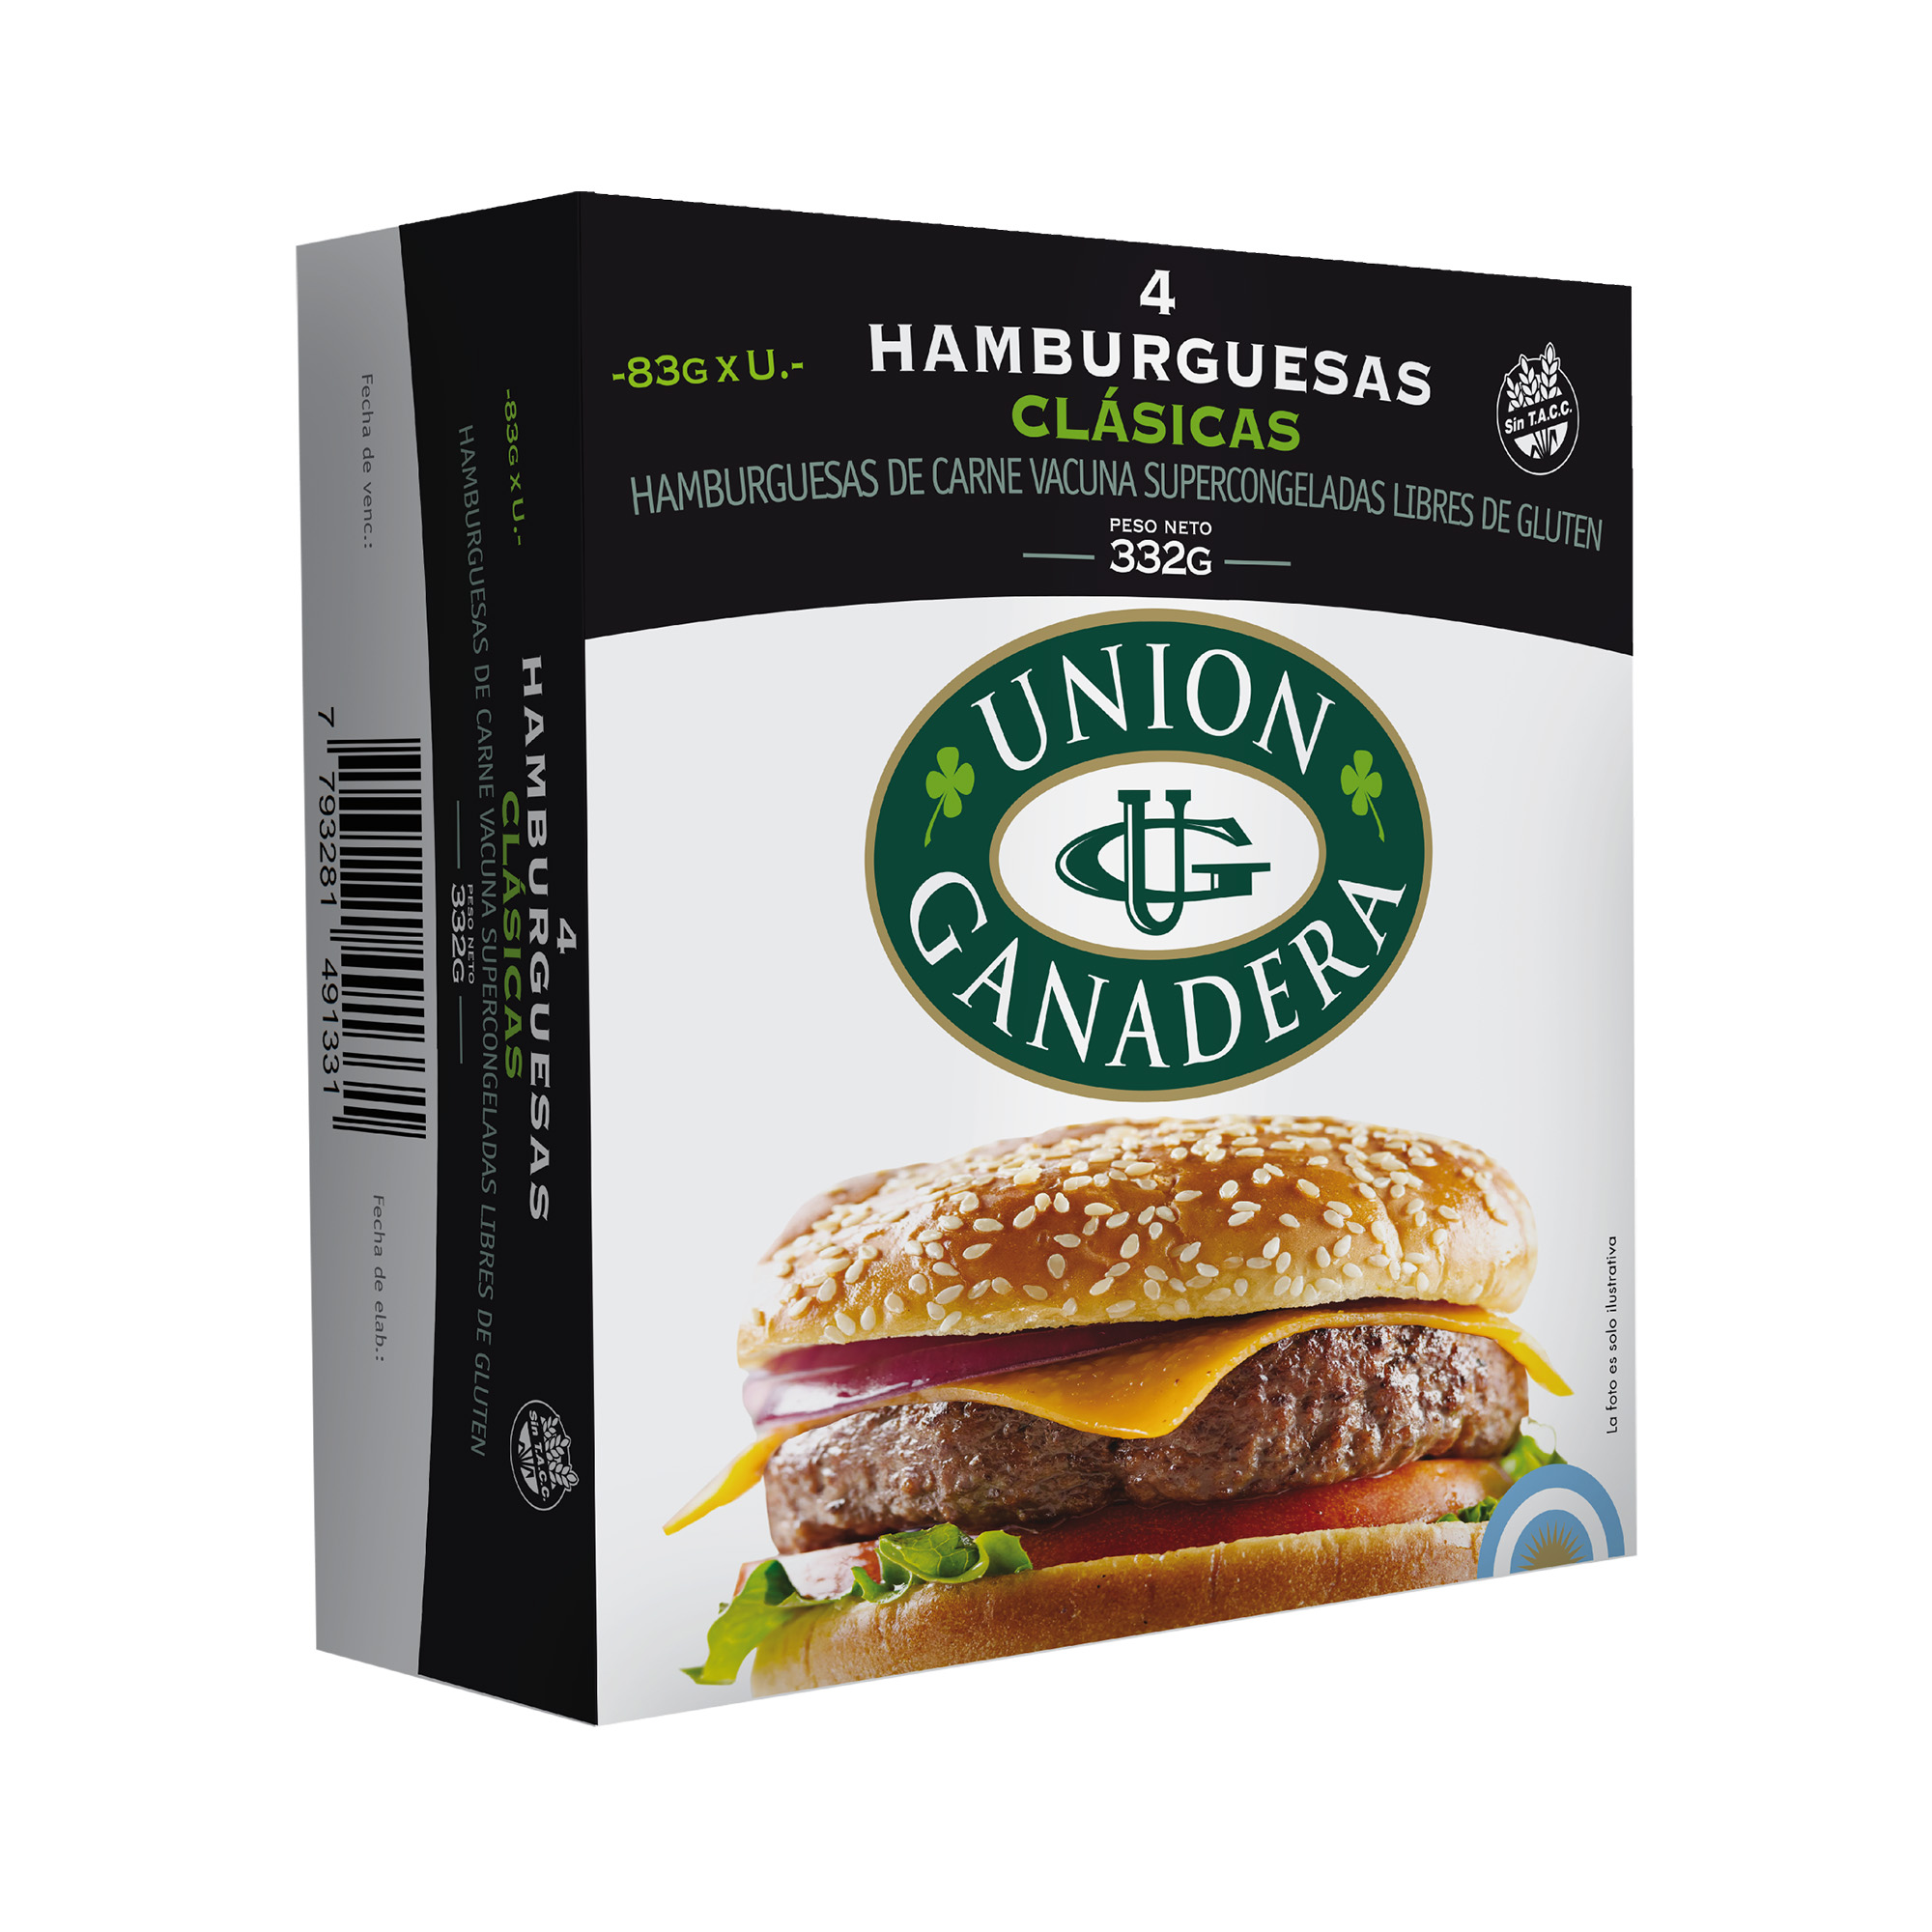 4
HAMBURGUESAS
CLÁSICAS
-83G X U.-
Sin T.A.C.C.
HAMBURGUESAS DE CARNE VACUNA SUPERCONGELADAS LIBRES DE GLUTEN
PESO NETO
332G
UNION
UG
GANADERA
La foto es solo ilustrativa
4
HAMBURGUESAS
CLÁSICAS
-83G X U.-
HAMBURGUESAS DE CARNE VACUNA SUPERCONGELADAS LIBRES DE GLUTEN
PESO NETO
332G
Sin T.A.C.C.
Fecha de venc.:
7 793281 491331
Fecha de elab.: